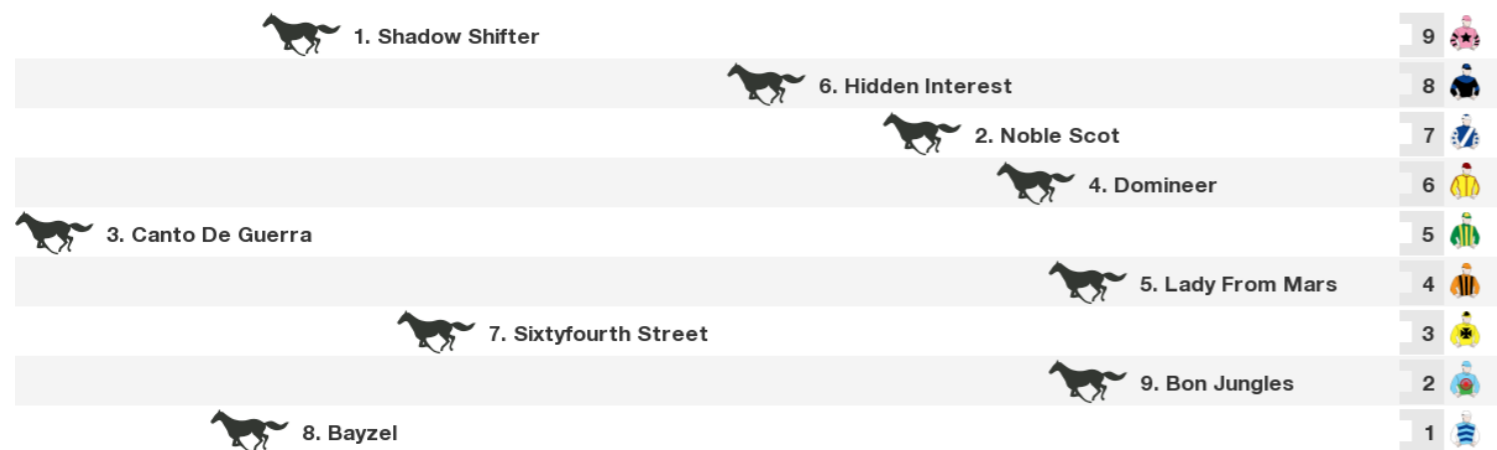 1. Shadow Shifter 9
6. Hidden Interest 8
2. Noble Scot 7
4. Domineer 6
3. Canto De Guerra 5
5. Lady From Mars 4
7. Sixtyfourth Street 3
9. Bon Jungles 2
8. Bayzel 1